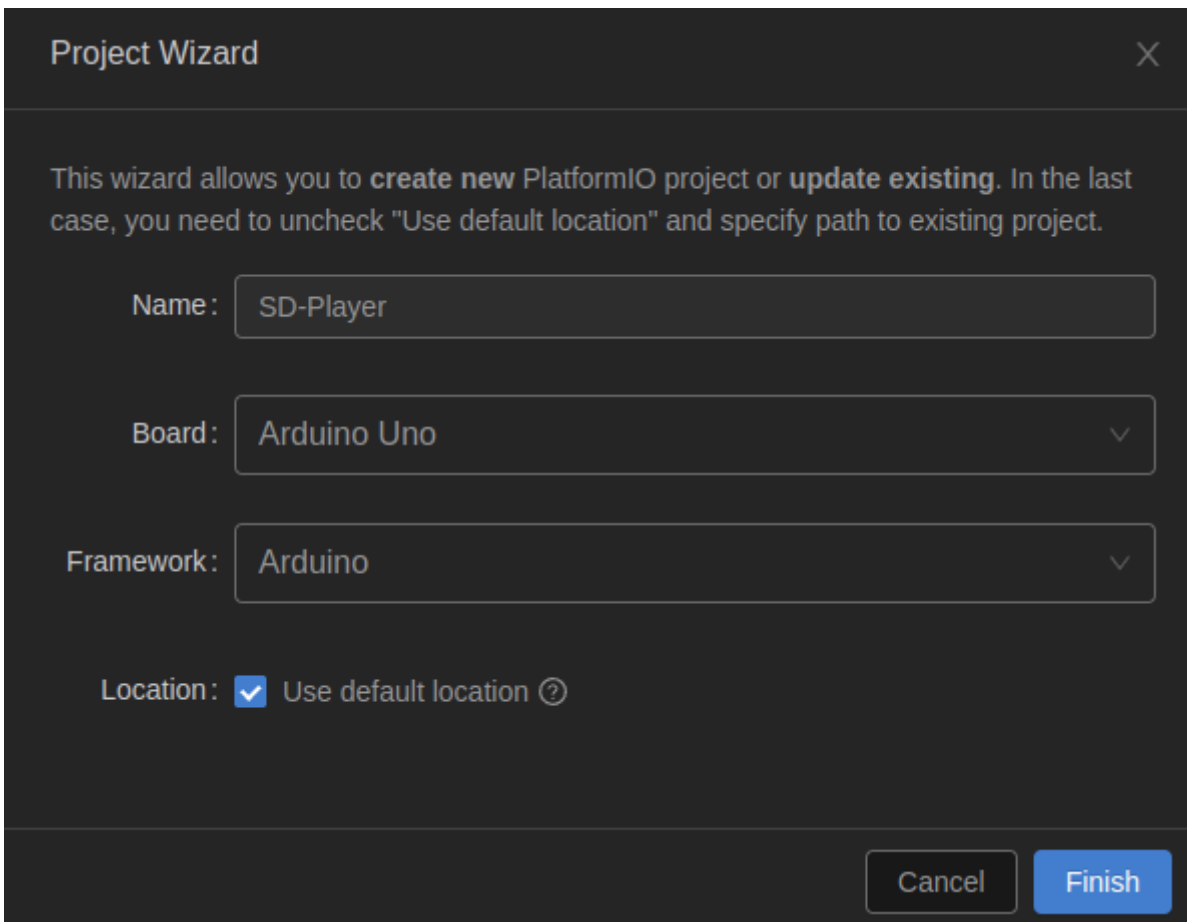 Project Wizard
This wizard allows you to create new PlatformIO project or update existing. In the last
case, you need to uncheck "Use default location" and specify path to existing project.
Name: SD-Player
Board: Arduino Uno
Framework: Arduino
Location: Use default location
Cancel Finish